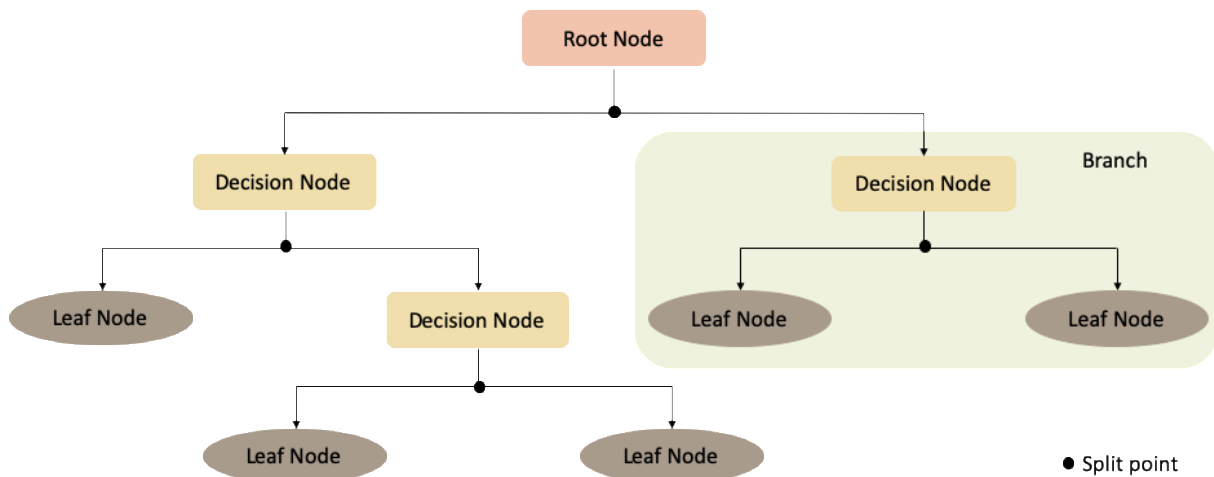 Root Node
Decision Node
Branch
Decision Node
Leaf Node
Decision Node
Leaf Node
Leaf Node
Leaf Node
Leaf Node
Split point